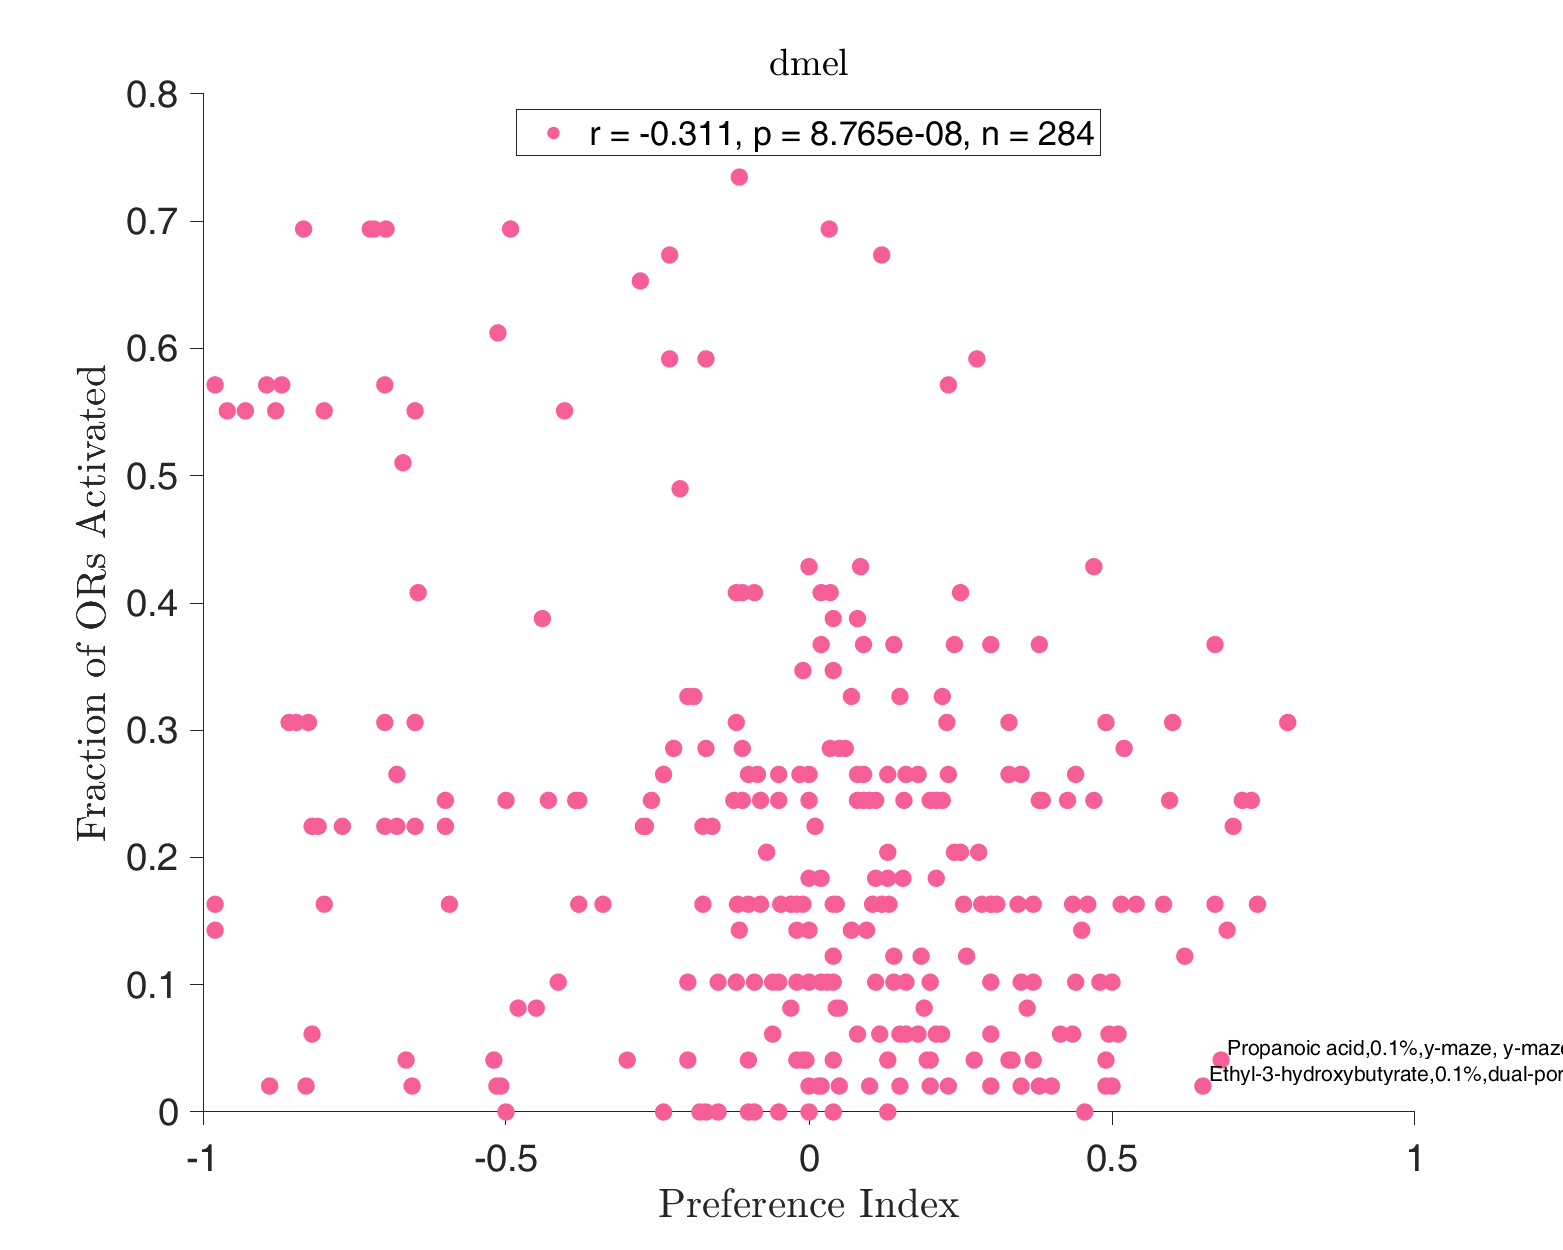 dmel
r = -0.311, p = 8.765e-08, n = 284
0.8
0.7
0.6
0.5
0.4
0.3
0.2
0.1
0
Fraction of ORs Activated
Propanoic acid,0.1%,y-maze, y-maze
Ethyl-3-hydroxybutyrate,0.1%,dual-por
-1
-0.5
0
0.5
1
Preference Index